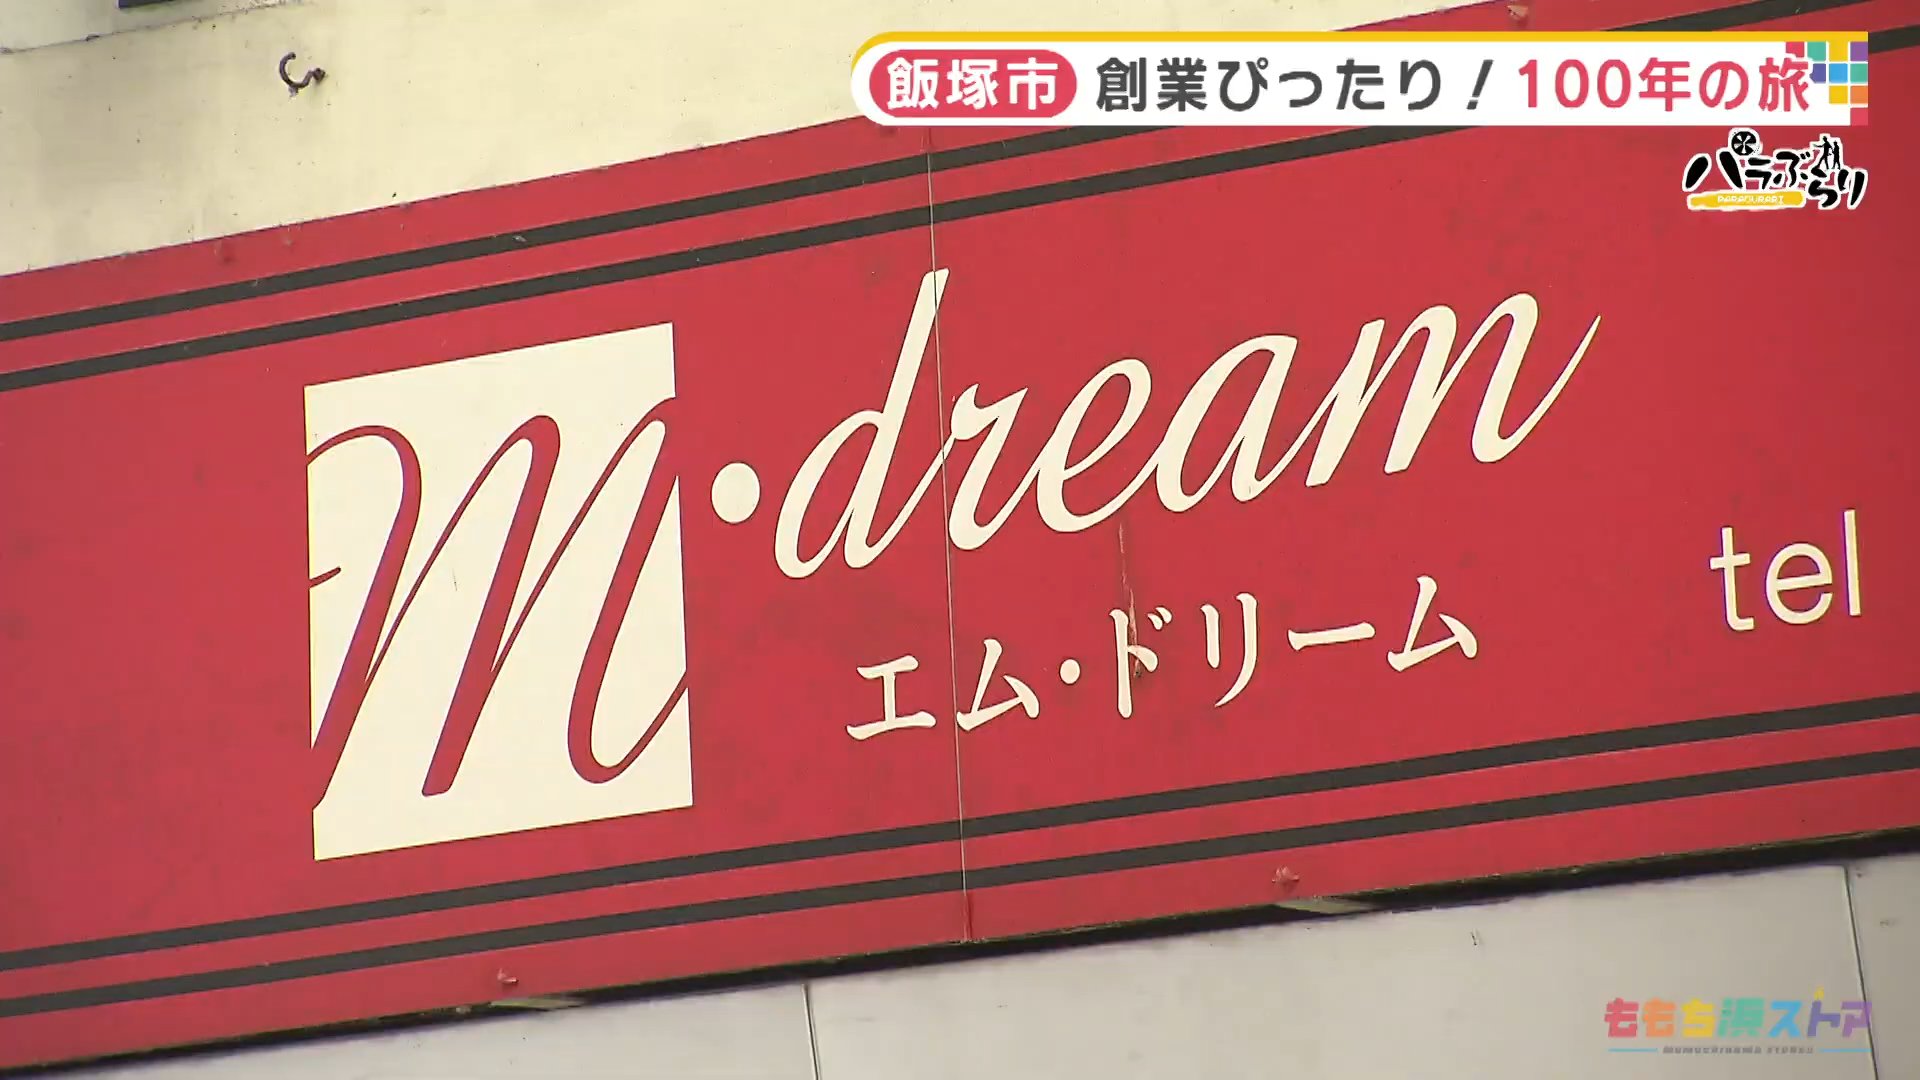 飯塚市 創業ぴったり!100年の旅
パラぶらり
PARABURARI
m・dream
エム・ドリーム
tel
ももち浜ストア
MOMOCHIHAMA STORE